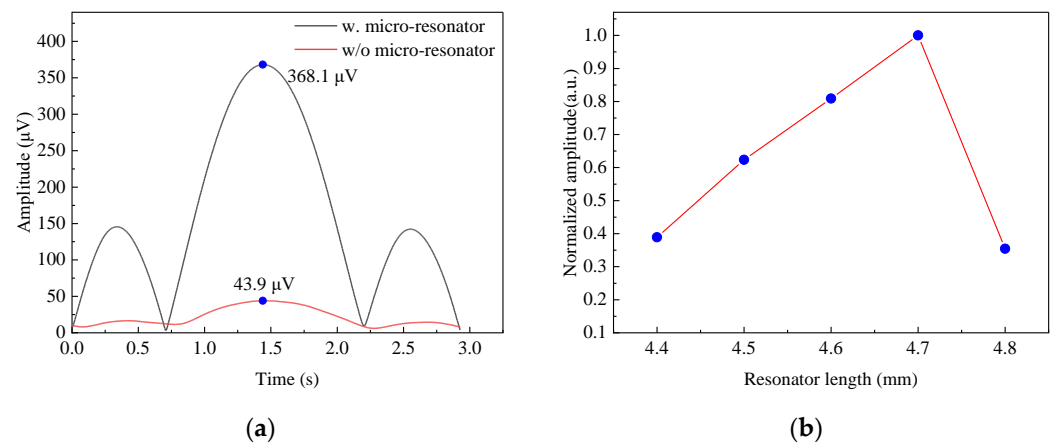 w. micro-resonator
w/o micro-resonator
368.1 μV
43.9 μV
400
350
300
250
200
150
100
50
0
Amplitude (μV)
0.0 0.5 1.0 1.5 2.0 2.5 3.0
Time (s)
(a)
1.0
0.9
0.8
0.7
0.6
0.5
0.4
0.3
0.2
0.1
Normalized amplitude(a.u.)
4.4 4.5 4.6 4.7 4.8
Resonator length (mm)
(b)